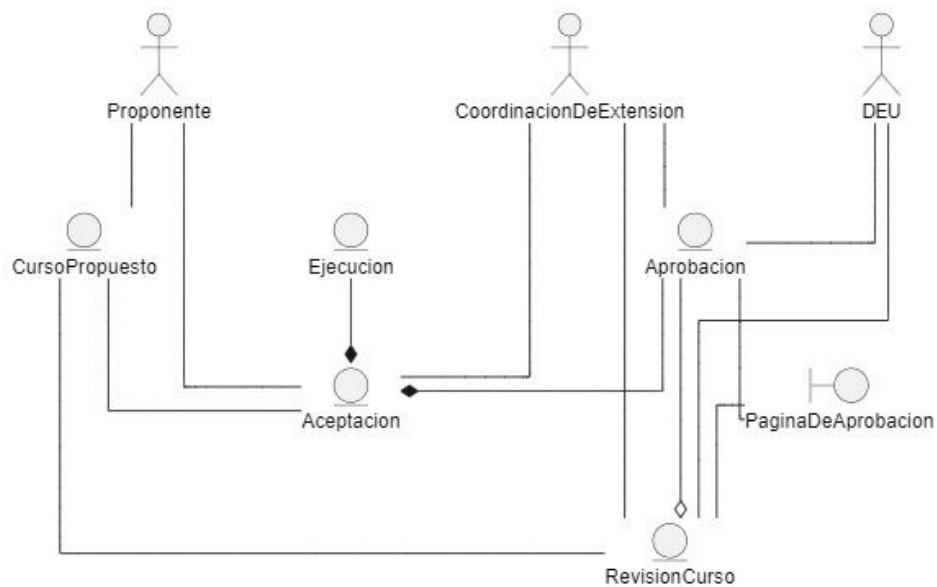 Proponente
CoordinacionDeExtension
DEU
CursoPropuesto
Ejecucion
Aprobacion
Aceptacion
PaginaDeAprobacion
RevisionCurso